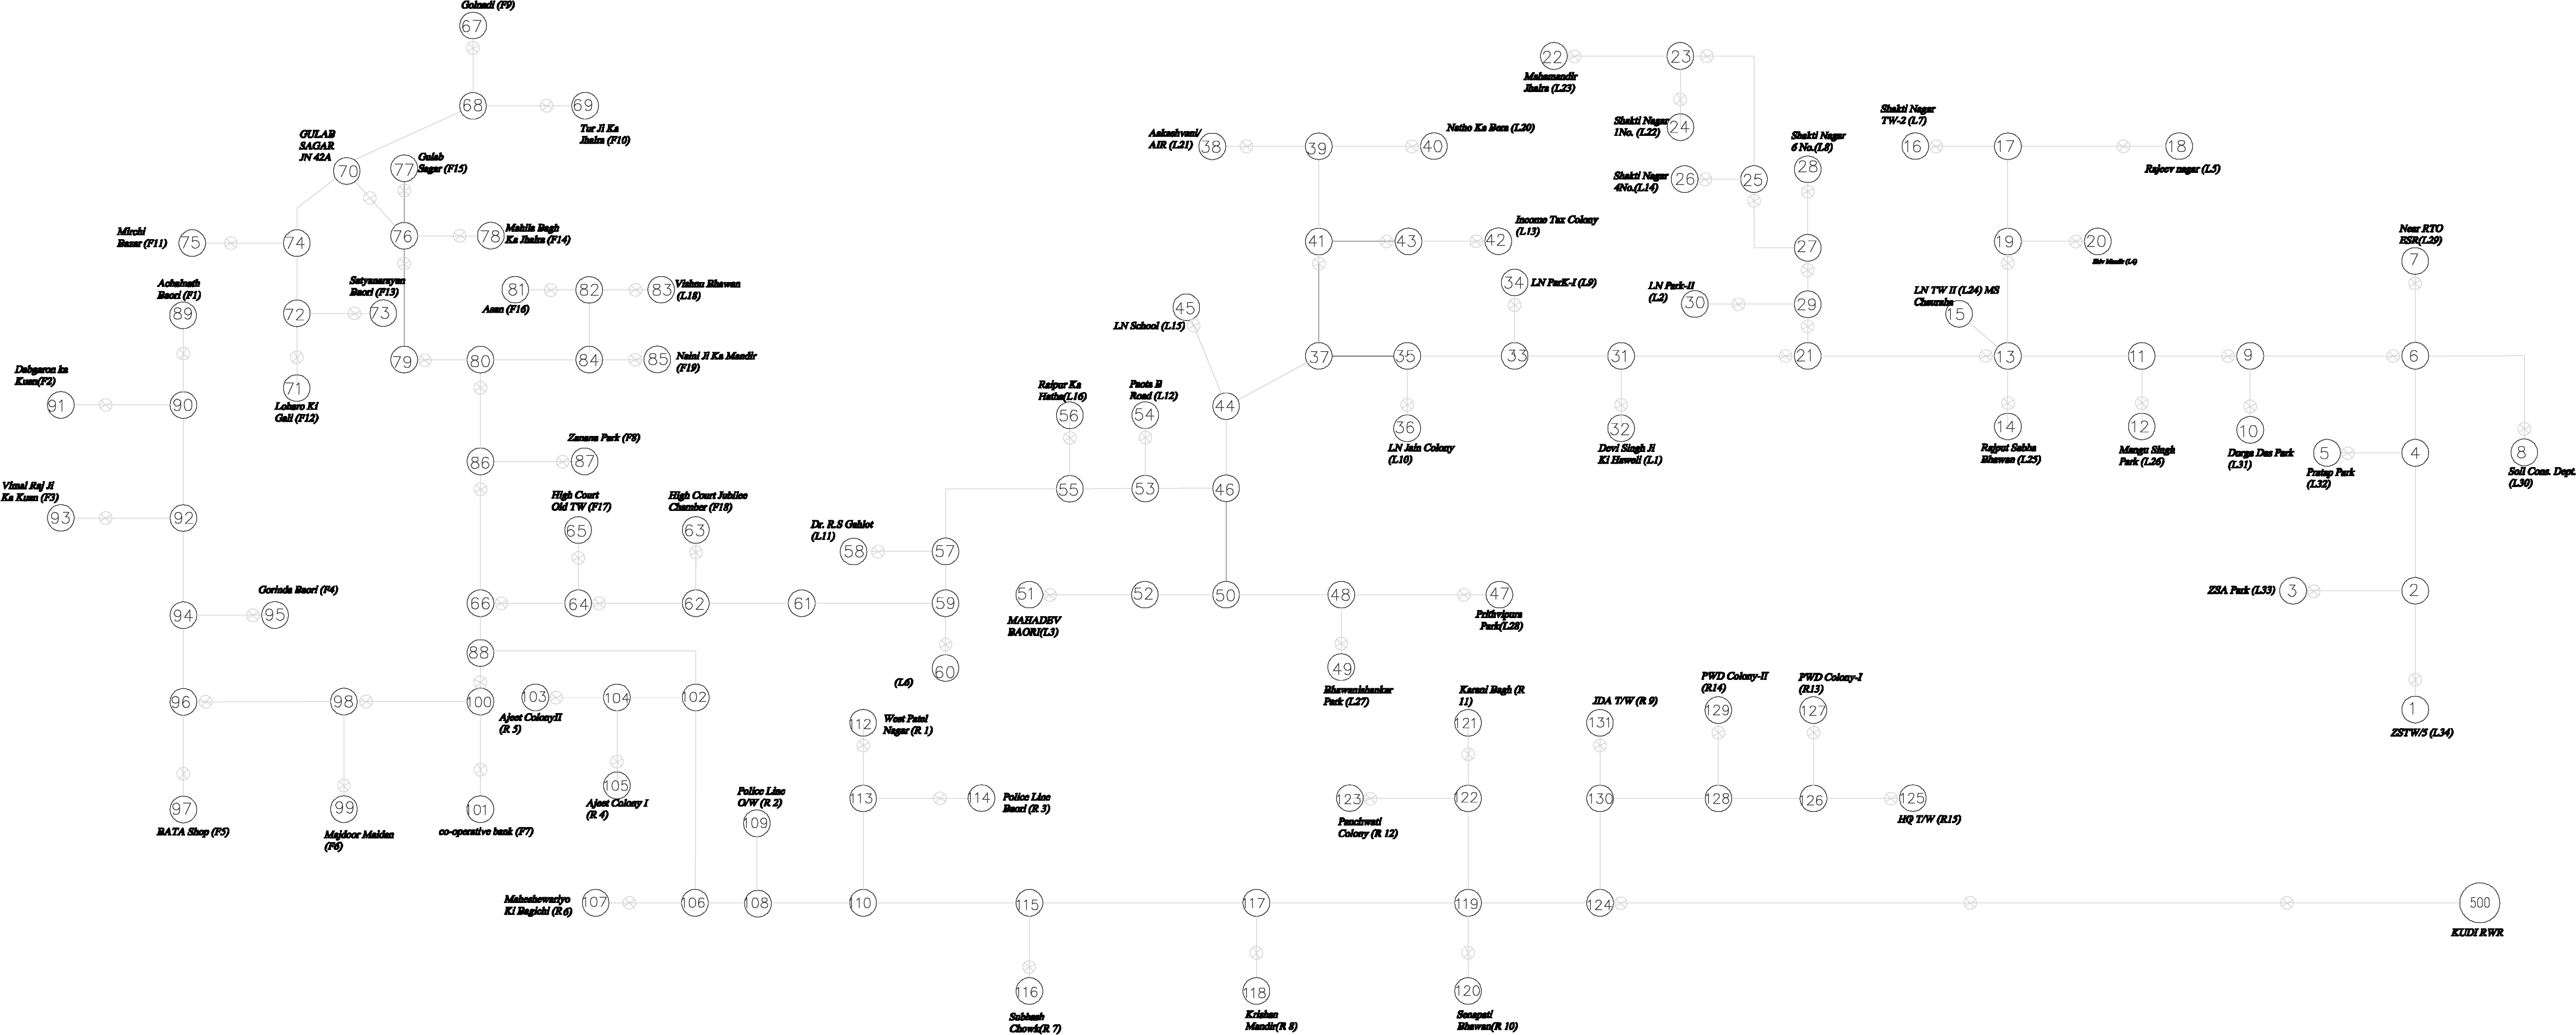 Golnadi (F9)
67
22
23
Mahamandir
Jhalra (L23)
68
69
Tur Ji Ka
Jhalra (F10)
Shakti Nagar
1No. (L22)
24
Shakti Nagar
TW-2 (L7)
16
17
18
Rajeev nagar (L5)
GULAB
SAGAR
JN 42A
70
77
Gulab
Sagar (F15)
Aakashvani/
AIR (L21)
38
39
40
Natho Ka Bera (L20)
Shakti Nagar
6 No.(L8)
28
Shakti Nagar
4No.(L14)
26
25
Mirchi
Bazar (F11)
75
74
76
78
Mahila Bagh
Ka Jhalra (F14)
41
43
42
Income Tax Colony
(L13)
27
19
20
Near RTO
ESR(L29)
7
Achalnath
Baori (F1)
89
Satyanarayan
Baori (F13)
72
73
81
Asan (F16)
82
83
Vishnu Bhawan
(L18)
34
LN ParK-I (L9)
LN Park-II
(L2)
30
29
LN TW II (L24) MS
Chauraha
15
45
LN School (L15)
79
80
84
85
Naini Ji Ka Mandir
(F19)
37
35
33
31
21
13
11
9
6
Dabgaron ka
Kuan(F2)
91
90
71
Loharo Ki
Gali (F12)
Raipur Ka
Hatha(L16)
56
Paota B
Road (L12)
54
44
36
LN Jain Colony
(L10)
32
Devi Singh Ji
Ki Haweli (L1)
14
Rajput Sabha
Bhawan (L25)
12
Mangu Singh
Park (L26)
10
Durga Das Park
(L31)
5
Pratap Park
(L32)
4
8
Soil Cons. Dept.
(L30)
Vimal Raj Ji
Ka Kuan (F3)
93
92
86
87
Zanana Park (F8)
55
53
46
High Court
Old TW (F17)
65
High Court Jubilee
Chamber (F18)
63
Dr. R.S Gahlot
(L11)
58
57
94
95
Gorinda Baori (F4)
66
64
62
61
59
51
MAHADEV
BAORI(L3)
52
50
48
47
Prithvipura
Park(L28)
ZSA Park (L33)
3
2
88
60
(L6)
49
Bhawanishankar
Park (L27)
96
98
100
103
Ajeet ColonyII
(R 5)
104
102
112
West Patel
Nagar (R 1)
Karani Bagh (R
11)
121
JDA T/W (R 9)
131
PWD Colony-II
(R14)
129
PWD Colony-I
(R13)
127
1
ZSTW/5 (L34)
97
BATA Shop (F5)
99
Majdoor Maidan
(F6)
101
co-operative bank (F7)
105
Ajeet Colony I
(R 4)
Police Line
O/W (R 2)
109
113
114
Police Line
Baori (R 3)
123
Panchwati
Colony (R 12)
122
130
128
126
125
HQ T/W (R15)
Maheshewariyo
Ki Bagichi (R 6)
107
106
108
110
115
117
119
124
500
KUDI RWR
116
Subhash
Chowk(R 7)
118
Krishan
Mandir(R 8)
120
Senapati
Bhawan(R 10)